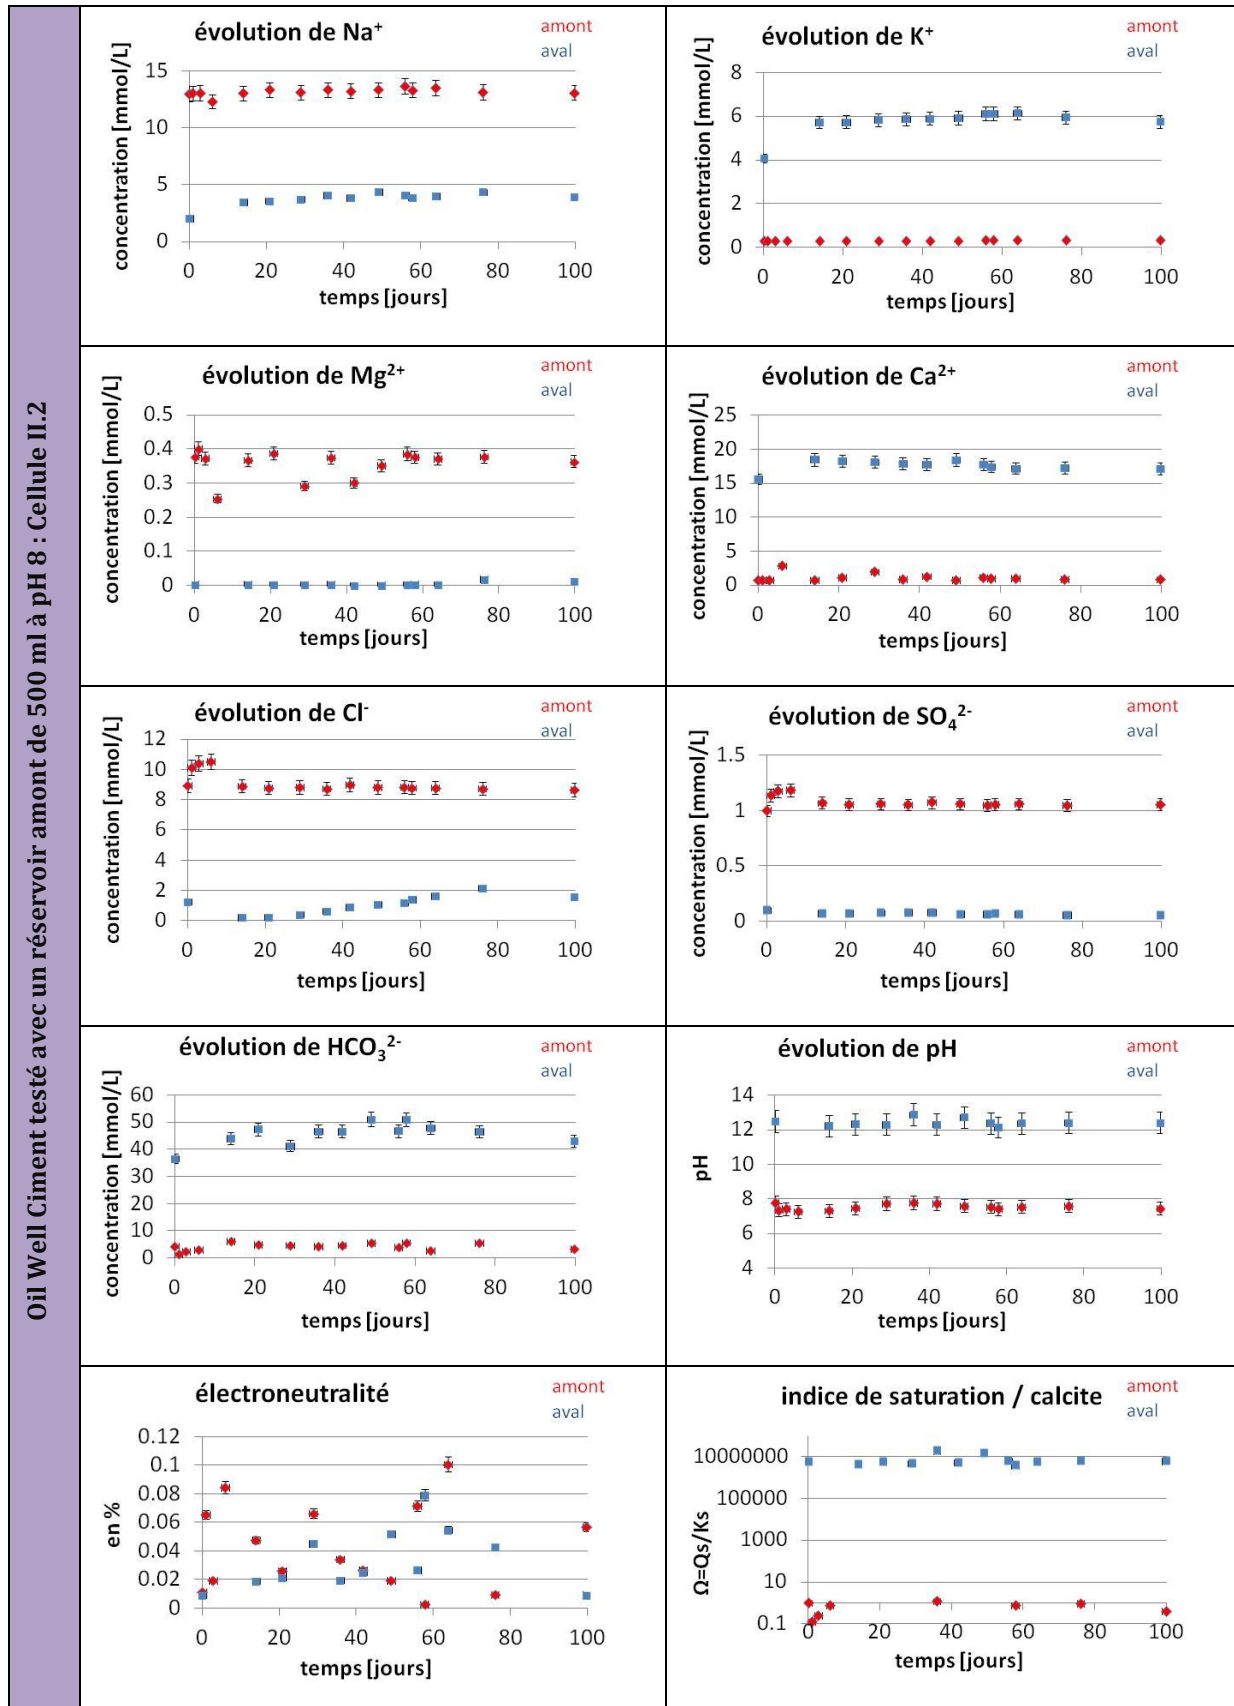 Oil Well Ciment testé avec un réservoir amont de 500 ml à pH 8 : Cellule II.2
évolution de Na⁺
amont
aval
concentration [mmol/L]
15
10
5
0
0 20 40 60 80 100
temps [jours]
évolution de K⁺
amont
aval
concentration [mmol/L]
8
6
4
2
0
0 20 40 60 80 100
temps [jours]
évolution de Mg²⁺
amont
aval
concentration [mmol/L]
0.5
0.4
0.3
0.2
0.1
0
0 20 40 60 80 100
temps [jours]
évolution de Ca²⁺
amont
aval
concentration [mmol/L]
25
20
15
10
5
0
0 20 40 60 80 100
temps [jours]
évolution de Cl⁻
amont
aval
concentration [mmol/L]
12
10
8
6
4
2
0
0 20 40 60 80 100
temps [jours]
évolution de SO₄²⁻
amont
aval
concentration [mmol/L]
1.5
1
0.5
0
0 20 40 60 80 100
temps [jours]
évolution de HCO₃²⁻
amont
aval
concentration [mmol/L]
60
50
40
30
20
10
0
0 20 40 60 80 100
temps [jours]
évolution de pH
amont
aval
pH
14
12
10
8
6
4
0 20 40 60 80 100
temps [jours]
électroneutralité
amont
aval
en %
0.12
0.1
0.08
0.06
0.04
0.02
0
0 20 40 60 80 100
temps [jours]
indice de saturation / calcite
amont
aval
Ω=Qs/Ks
10000000
100000
1000
10
0.1
0 20 40 60 80 100
temps [jours]